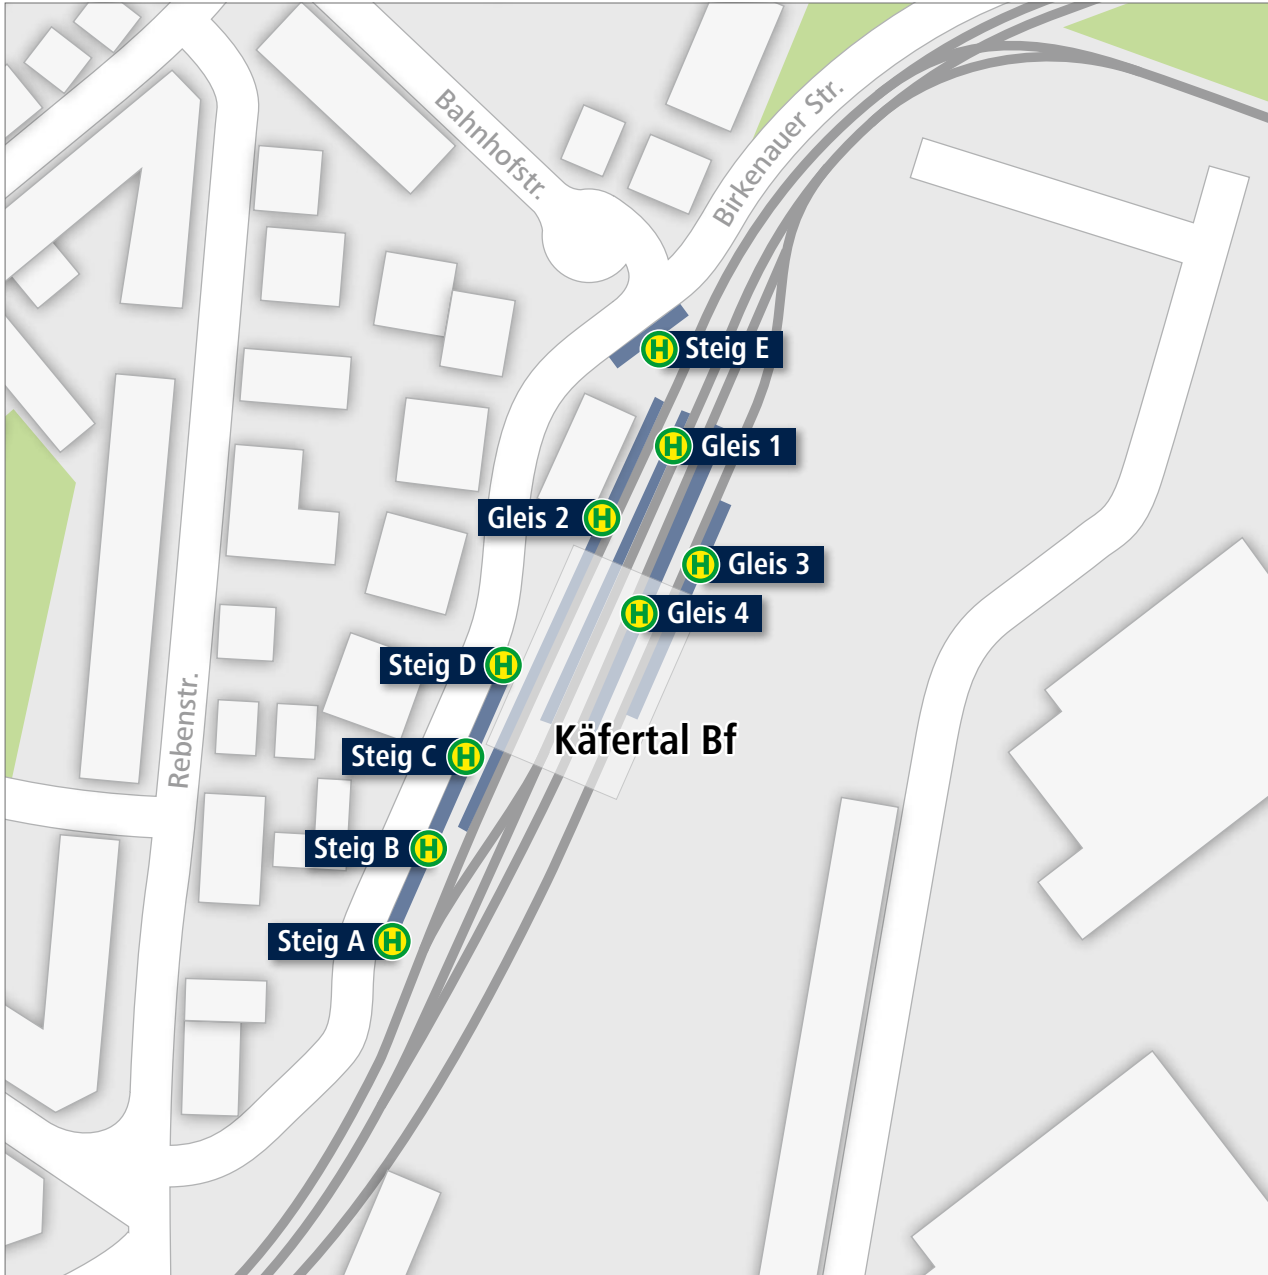 Bahnhofstr.
Birkenauer Str.
H Steig E
H Gleis 1
Gleis 2 H
H Gleis 3
H Gleis 4
Steig D H
Rebenstr.
Käfertal Bf
Steig C H
Steig B H
Steig A H